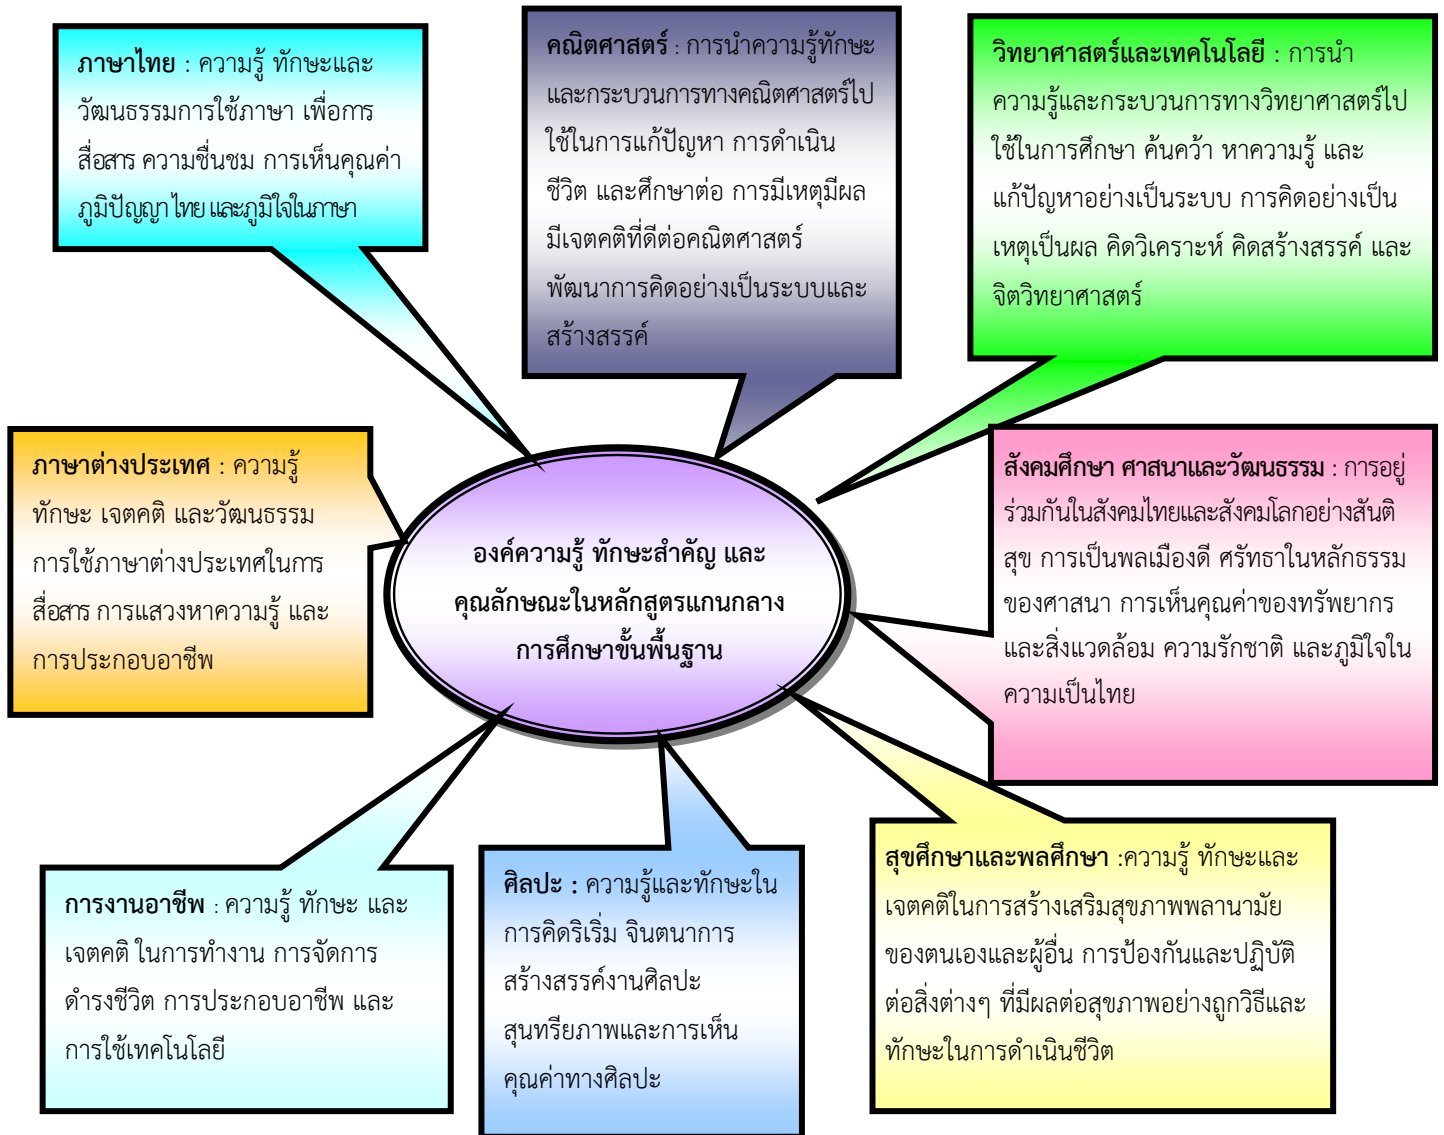 ภาษาไทย : ความรู้ ทักษะและ
วัฒนธรรมการใช้ภาษา เพื่อการ
สื่อสาร ความชื่นชม การเห็นคุณค่า
ภูมิปัญญาไทย และภูมิใจในภาษา
คณิตศาสตร์ : การนำความรู้ทักษะ
และกระบวนการทางคณิตศาสตร์ไป
ใช้ในการแก้ปัญหา การดำเนิน
ชีวิต และศึกษาต่อ การมีเหตุมีผล
มีเจตคติที่ดีต่อคณิตศาสตร์
พัฒนาการคิดอย่างเป็นระบบและ
สร้างสรรค์
วิทยาศาสตร์และเทคโนโลยี : การนำ
ความรู้และกระบวนการทางวิทยาศาสตร์ไป
ใช้ในการศึกษา ค้นคว้า หาความรู้ และ
แก้ปัญหาอย่างเป็นระบบ การคิดอย่างเป็น
เหตุเป็นผล คิดวิเคราะห์ คิดสร้างสรรค์ และ
จิตวิทยาศาสตร์
ภาษาต่างประเทศ : ความรู้
ทักษะ เจตคติ และวัฒนธรรม
การใช้ภาษาต่างประเทศในการ
สื่อสาร การแสวงหาความรู้ และ
การประกอบอาชีพ
องค์ความรู้ ทักษะสำคัญ และ
คุณลักษณะในหลักสูตรแกนกลาง
การศึกษาขั้นพื้นฐาน
สังคมศึกษา ศาสนาและวัฒนธรรม : การอยู่
ร่วมกันในสังคมไทยและสังคมโลกอย่างสันติ
สุข การเป็นพลเมืองดี ศรัทธาในหลักธรรม
ของศาสนา การเห็นคุณค่าของทรัพยากร
และสิ่งแวดล้อม ความรักชาติ และภูมิใจใน
ความเป็นไทย
การงานอาชีพ : ความรู้ ทักษะ และ
เจตคติ ในการทำงาน การจัดการ
ดำรงชีวิต การประกอบอาชีพ และ
การใช้เทคโนโลยี
ศิลปะ : ความรู้และทักษะใน
การคิดริเริ่ม จินตนาการ
สร้างสรรค์งานศิลปะ
สุนทรียภาพและการเห็น
คุณค่าทางศิลปะ
สุขศึกษาและพลศึกษา :ความรู้ ทักษะและ
เจตคติในการสร้างเสริมสุขภาพพลานามัย
ของตนเองและผู้อื่น การป้องกันและปฏิบัติ
ต่อสิ่งต่างๆ ที่มีผลต่อสุขภาพอย่างถูกวิธีและ
ทักษะในการดำเนินชีวิต